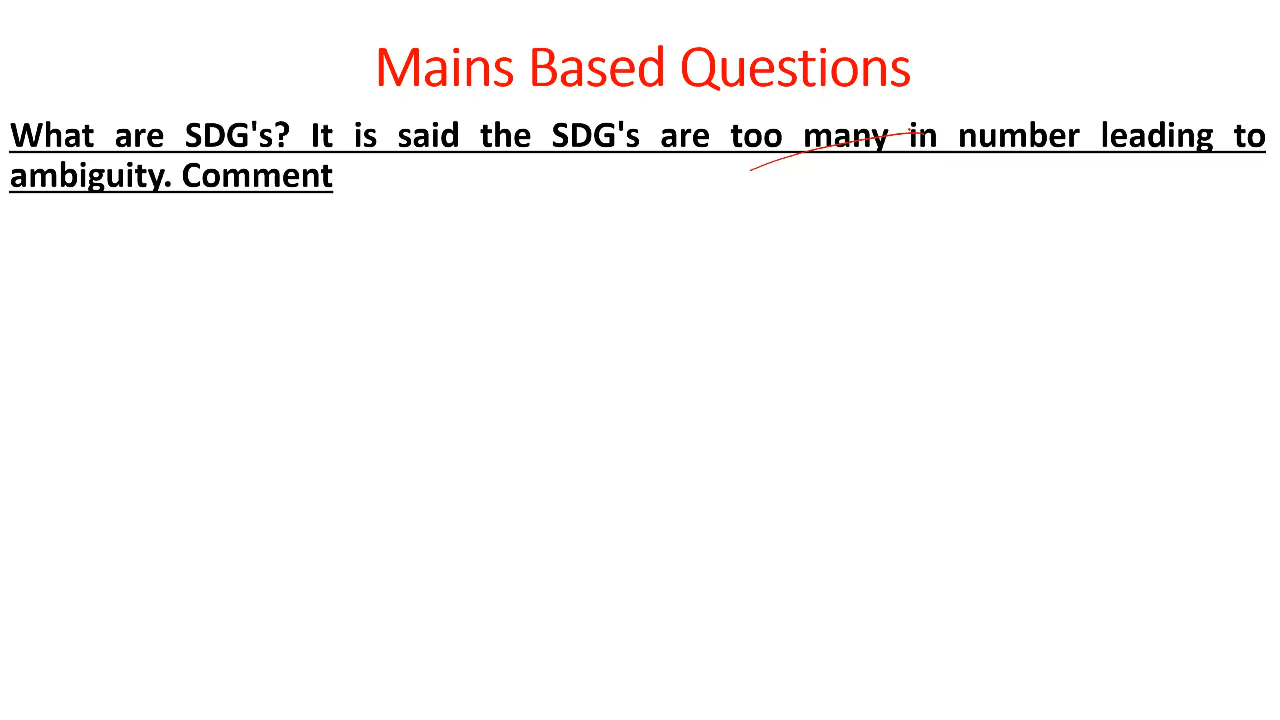 Mains Based Questions
What are SDG's? It is said the SDG's are too many in number leading to
ambiguity. Comment